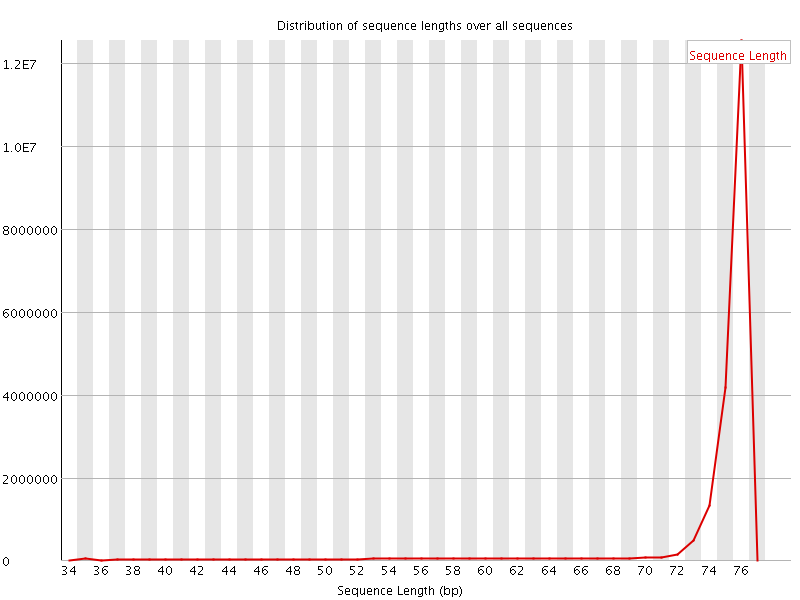 Distribution of sequence lengths over all sequences
Sequence Length
1.2E7
1.0E7
8000000
6000000
4000000
2000000
0
34 36 38 40 42 44 46 48 50 52 54 56 58 60 62 64 66 68 70 72 74 76
Sequence Length (bp)